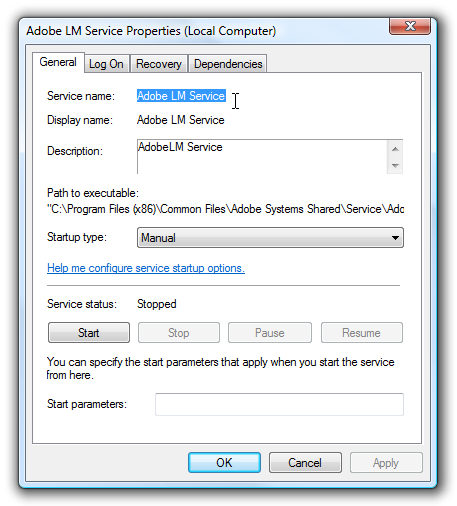 Adobe LM Service Properties (Local Computer)
General Log On Recovery Dependencies
Service name: Adobe LM Service
Display name: Adobe LM Service
Description: AdobeLM Service
Path to executable:
"C:\Program Files (x86)\Common Files\Adobe Systems Shared\Service\Ado
Startup type: Manual
Help me configure service startup options.
Service status: Stopped
Start Stop Pause Resume
You can specify the start parameters that apply when you start the service
from here.
Start parameters:
OK Cancel Apply